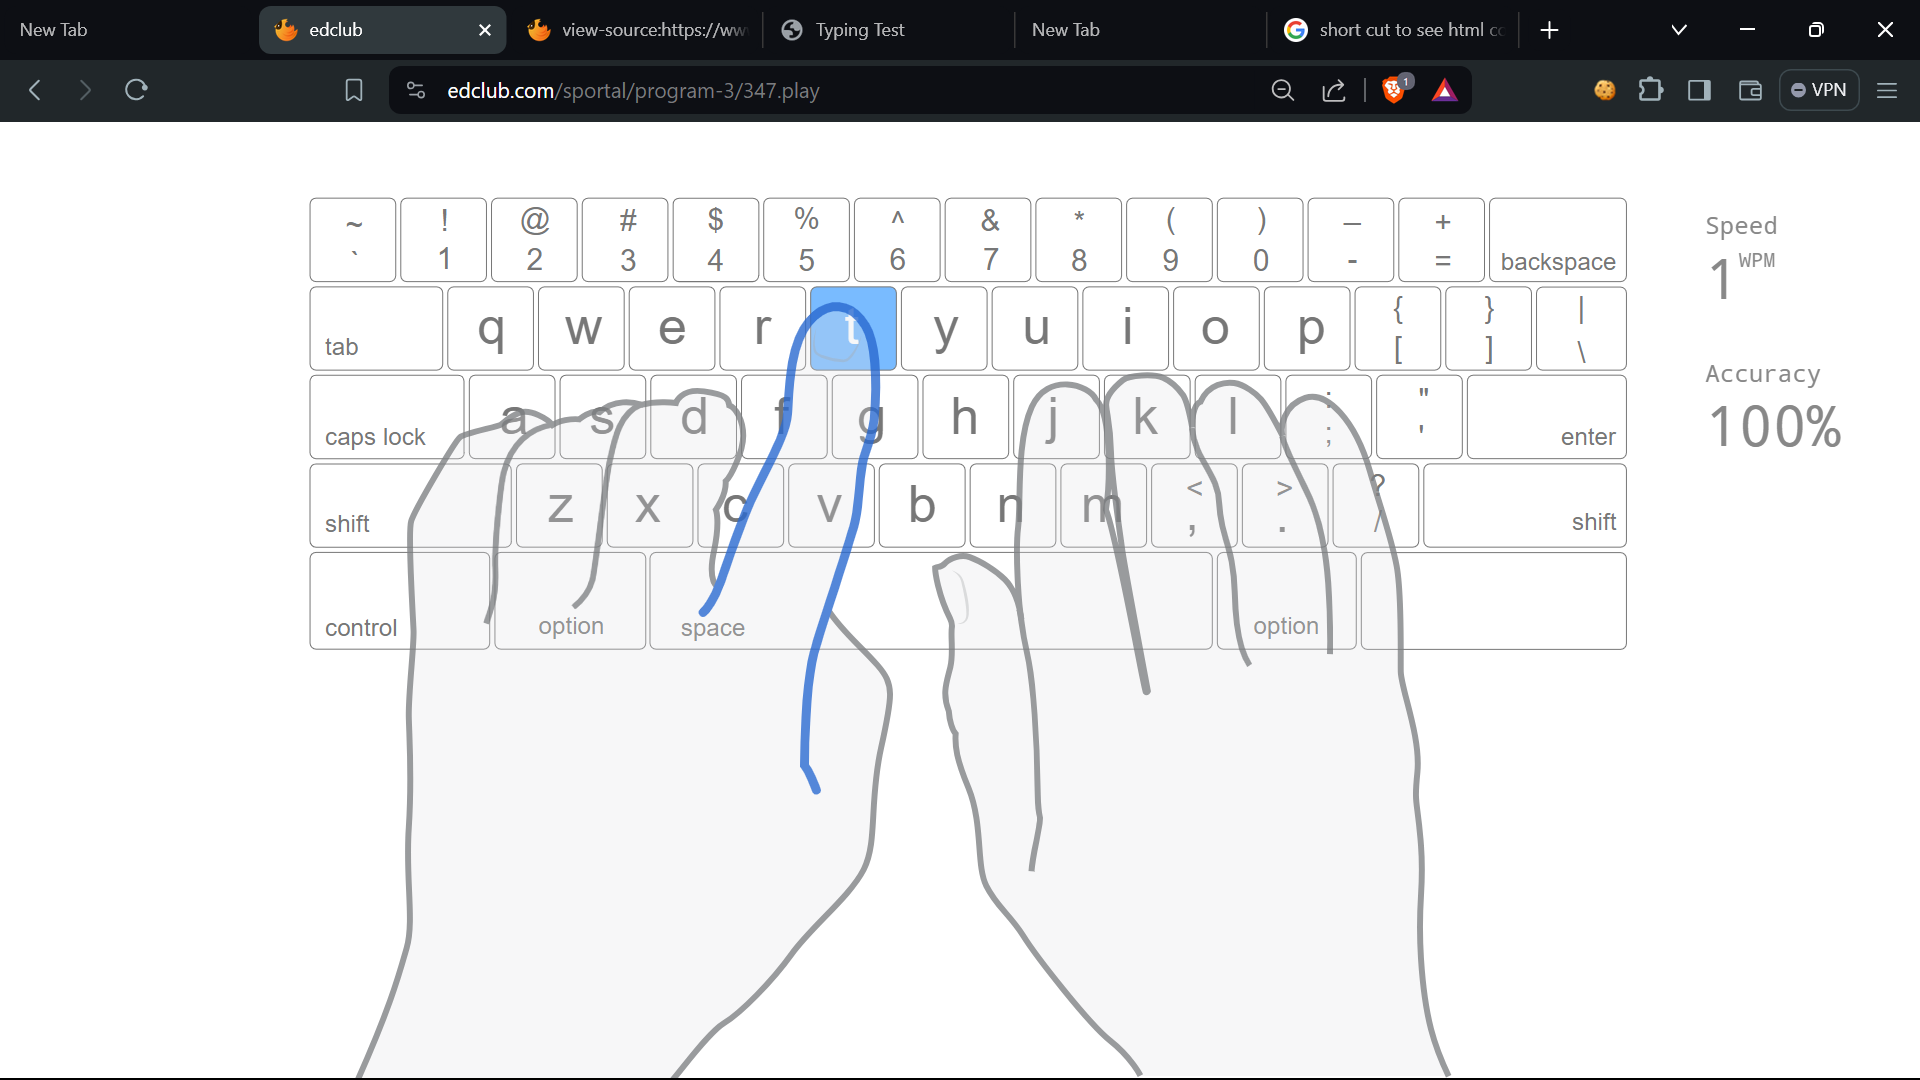 New Tab
edclub
view-source:https://ww
Typing Test
New Tab
short cut to see html cc
edclub.com/sportal/program-3/347.play
1
VPN
~ ! @ # $ % ^ & * ( ) – +
` 1 2 3 4 5 6 7 8 9 0 - = backspace
tab q w e r t y u i o p { [ } ] | \
caps lock a s d f g h j k l : ; " ' enter
shift z x c v b n m < , > . ? / shift
control option space option
Speed
1 WPM
Accuracy
100%